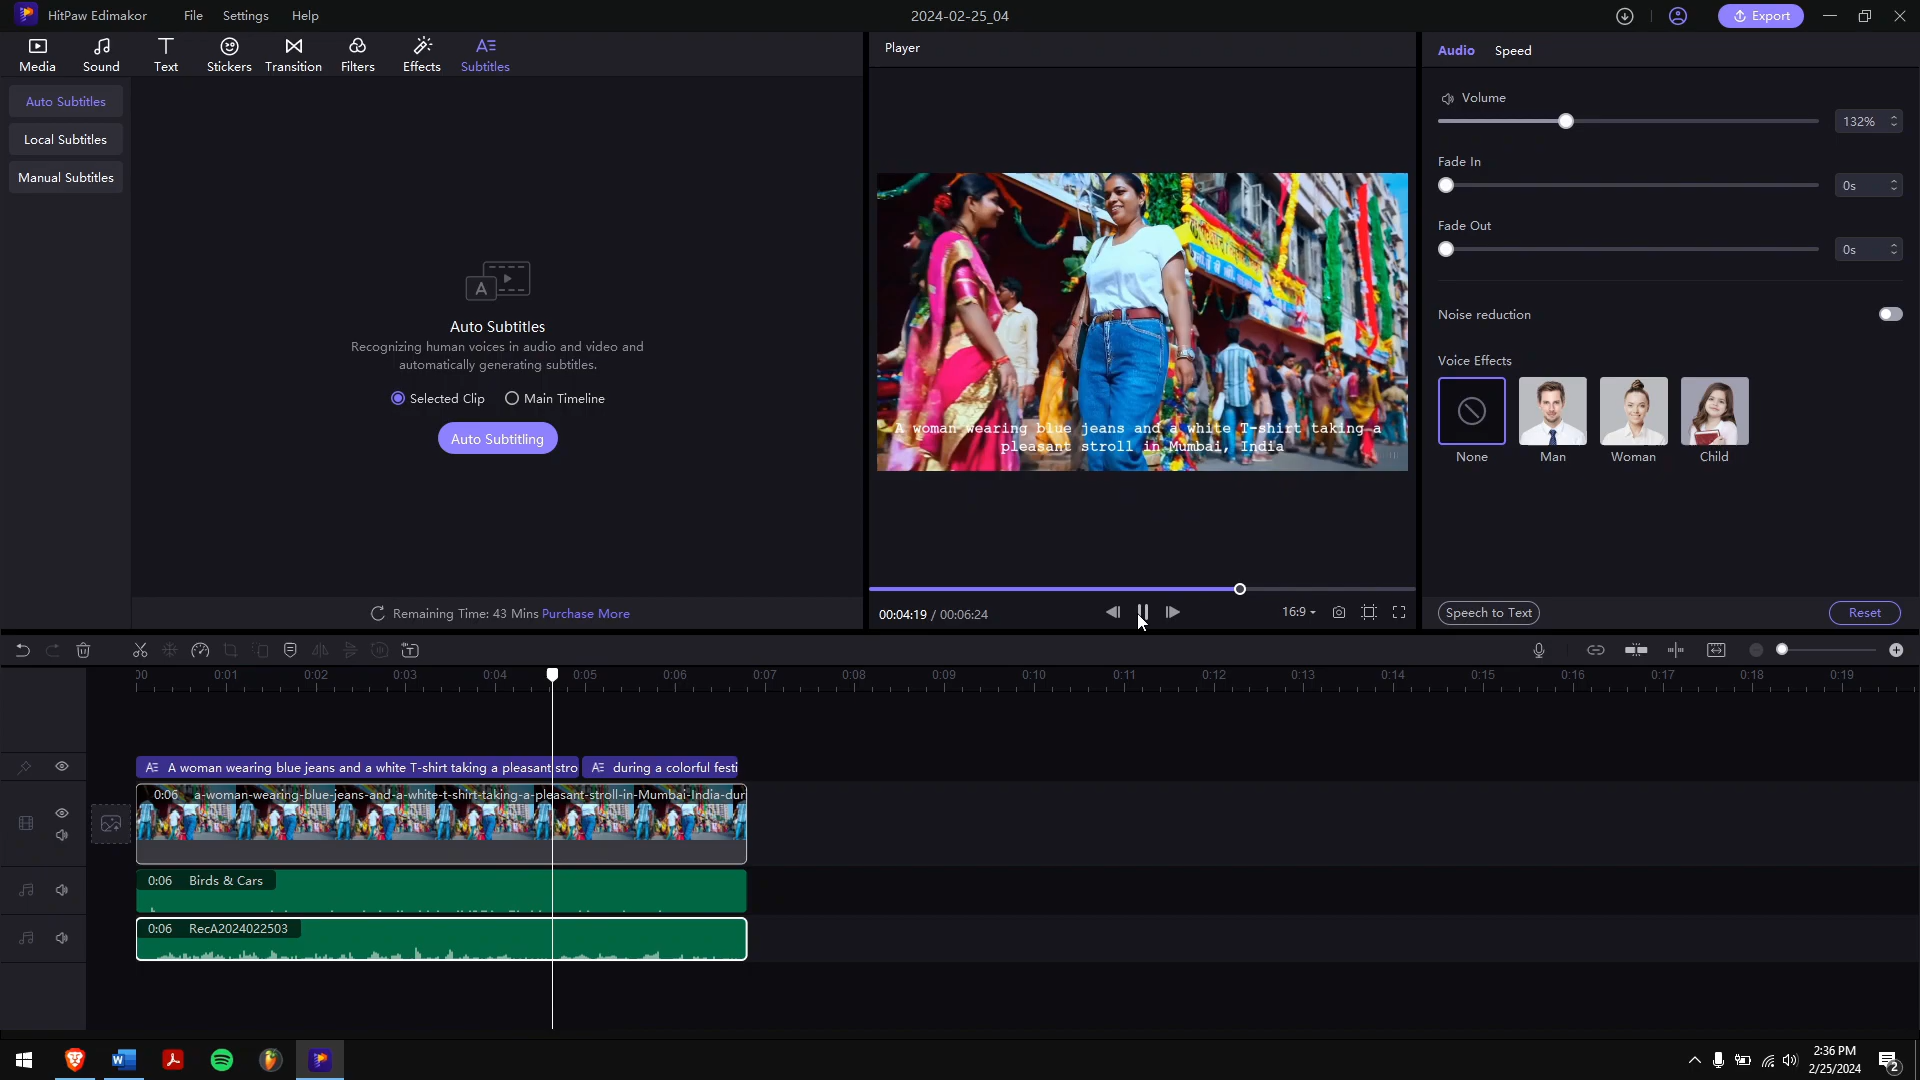 HitPaw Edimakor
File
Settings
Help
2024-02-25_04
Export
Media
Sound
Text
Stickers
Transition
Filters
Effects
Subtitles
Auto Subtitles
Local Subtitles
Manual Subtitles
Auto Subtitles
Recognizing human voices in audio and video and
automatically generating subtitles.
Selected Clip
Main Timeline
Auto Subtitling
Remaining Time: 43 Mins Purchase More
Player
A woman wearing blue jeans and a white T-shirt taking a
pleasant stroll in Mumbai, India
00:04:19 / 00:06:24
16:9
Audio
Speed
Volume
132%
Fade In
0s
Fade Out
0s
Noise reduction
Voice Effects
None
Man
Woman
Child
Speech to Text
Reset
00 0:01 0:02 0:03 0:04 0:05 0:06 0:07 0:08 0:09 0:10 0:11 0:12 0:13 0:14 0:15 0:16 0:17 0:18 0:19
A woman wearing blue jeans and a white T-shirt taking a pleasant stro
during a colorful festi
0:06 a-woman-wearing-blue-jeans-and-a-white-t-shirt-taking-a-pleasant-stroll-in-Mumbai-India-dur
0:06 Birds & Cars
0:06 RecA2024022503
2:36 PM
2/25/2024
2